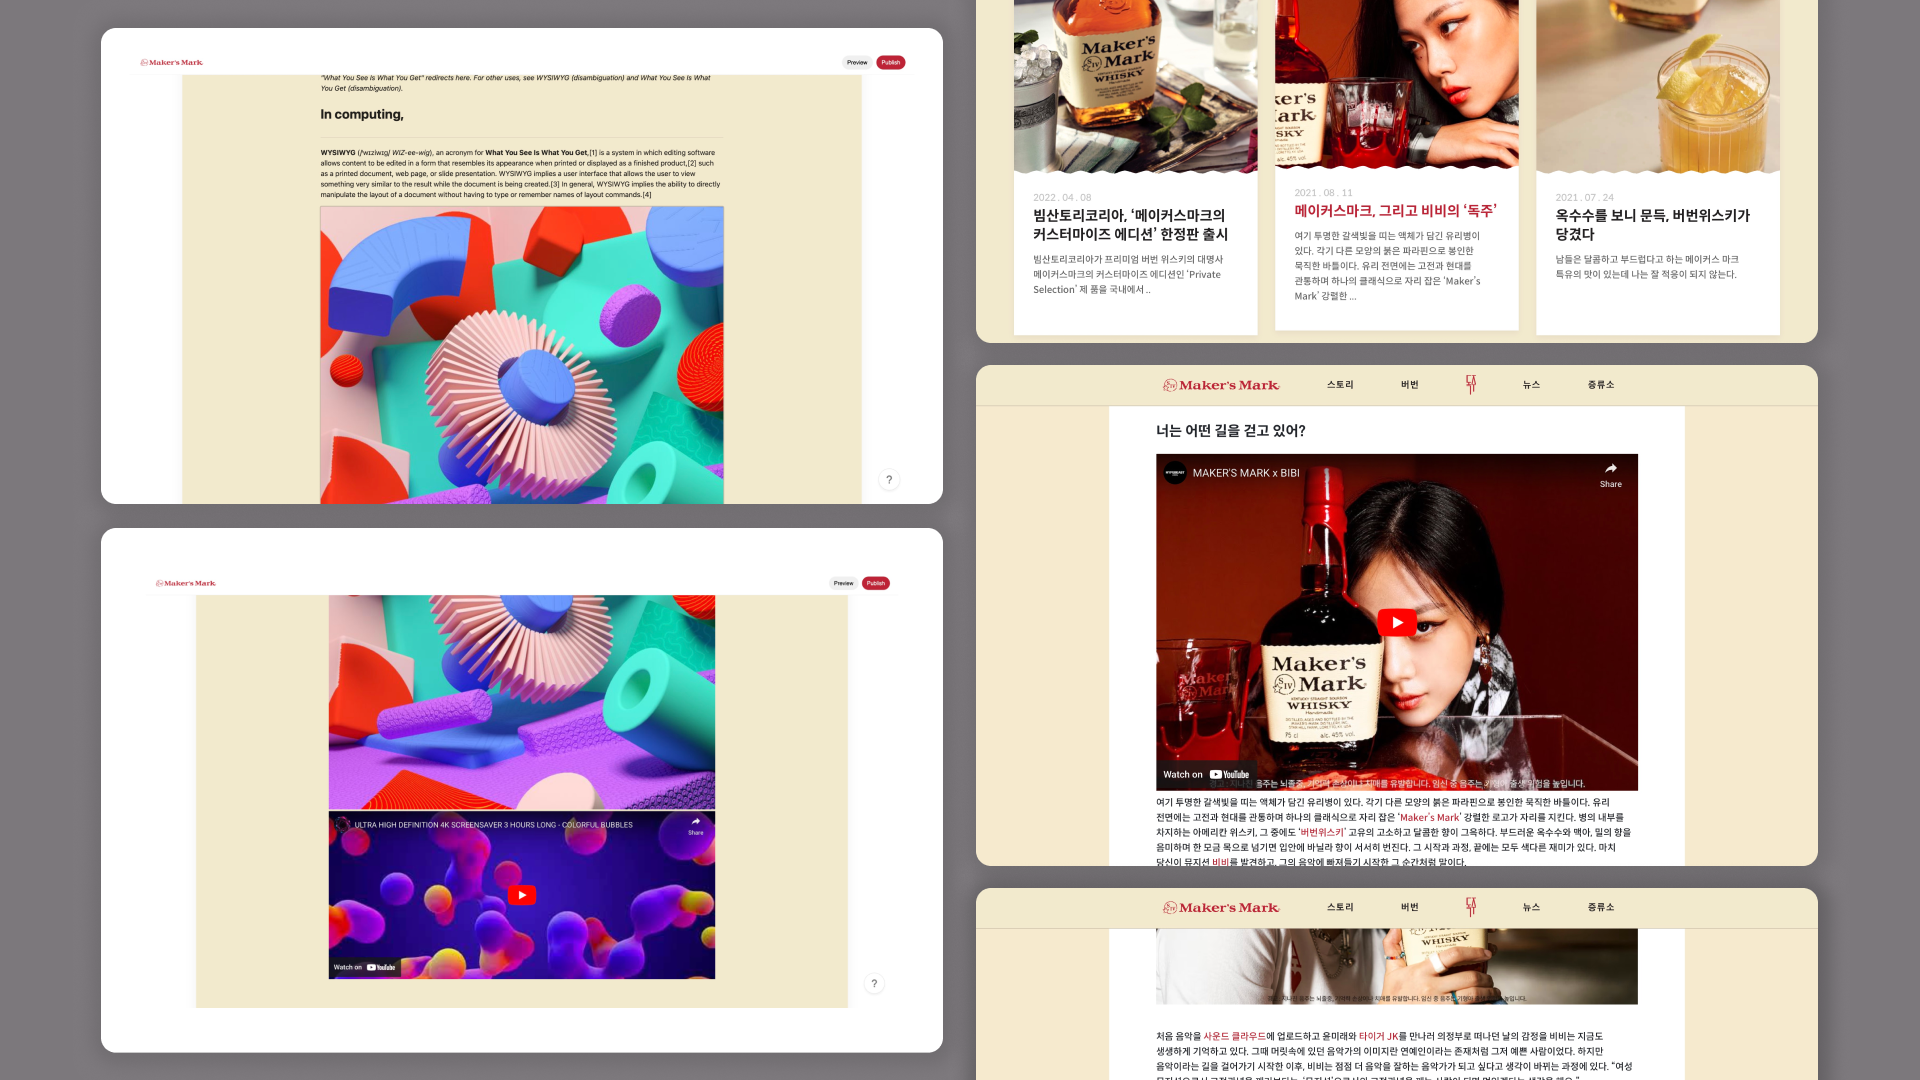 Maker's Mark
Preview
Publish
"What You See Is What You Get" redirects here. For other uses, see WYSIWYG (disambiguation) and What You See Is What
You Get (disambiguation).
In computing,
WYSIWYG (/ˈwɪziwɪɡ/ WIZ-ee-wig), an acronym for What You See Is What You Get,[1] is a system in which editing software
allows content to be edited in a form that resembles its appearance when printed or displayed as a finished product,[2] such
as a printed document, web page, or slide presentation. WYSIWYG implies a user interface that allows the user to view
something very similar to the result while the document is being created.[3] In general, WYSIWYG implies the ability to directly
manipulate the layout of a document without having to type or remember names of layout commands.[4]
?
Maker's Mark
Preview
Publish
ULTRA HIGH DEFINITION 4K SCREENSAVER 3 HOURS LONG - COLORFUL BUBBLES
Share
Watch on YouTube
?
Maker's
SIV Mark
WHISKY
2022 . 04 . 08
빔산토리코리아, ‘메이커스마크의
커스터마이즈 에디션’ 한정판 출시
빔산토리코리아가 프리미엄 버번 위스키의 대명사
메이커스마크의 커스터마이즈 에디션인 ‘Private
Selection’ 제 품을 국내에서 ..
ker's
ark
HISKY
alc. 45% vol.
2021 . 08 . 11
메이커스마크, 그리고 비비의 ‘독주’
여기 투명한 갈색빛을 띠는 액체가 담긴 유리병이
있다. 각기 다른 모양의 붉은 파라핀으로 봉인한
묵직한 바틀이다. 유리 전면에는 고전과 현대를
관통하며 하나의 클래식으로 자리 잡은 ‘Maker’s
Mark’ 강렬한 ...
2021 . 07 . 24
옥수수를 보니 문득, 버번위스키가
당겼다
남들은 달콤하고 부드럽다고 하는 메이커스 마크
특유의 맛이 있는데 나는 잘 적응이 되지 않는다.
Maker's Mark
스토리
버번
뉴스
증류소
너는 어떤 길을 걷고 있어?
MAKER'S MARK x BIBI
Share
Maker's
SIV Mark
WHISKY
75 cl alc. 45% vol.
Watch on YouTube
여기 투명한 갈색빛을 띠는 액체가 담긴 유리병이 있다. 각기 다른 모양의 붉은 파라핀으로 봉인한 묵직한 바틀이다. 유리
전면에는 고전과 현대를 관통하며 하나의 클래식으로 자리 잡은 ‘Maker’s Mark’ 강렬한 로고가 자리를 지킨다. 병의 내부를
차지하는 아메리칸 위스키, 그 중에도 ‘버번위스키’ 고유의 고소하고 달콤한 향이 그윽하다. 부드러운 옥수수와 맥아, 밀의 향을
음미하며 한 모금 목으로 넘기면 입안에 바닐라 향이 서서히 번진다. 그 시작과 과정, 끝에는 모두 색다른 재미가 있다. 마치
당신이 뮤지션 비비를 발견하고, 그의 음악에 빠져들기 시작한 그 순간처럼 말이다.
Maker's Mark
스토리
버번
뉴스
증류소
WHISKY
처음 음악을 사운드 클라우드에 업로드하고 윤미래와 타이거 JK를 만나러 의정부로 떠나던 날의 감정을 비비는 지금도
생생하게 기억하고 있다. 그때 머릿속에 있던 음악가의 이미지란 연예인이라는 존재처럼 그저 예쁜 사람이었다. 하지만
음악이라는 길을 걸어가기 시작한 이후, 비비는 점점 더 음악을 잘하는 음악가가 되고 싶다고 생각이 바뀌는 과정에 있다. “여성